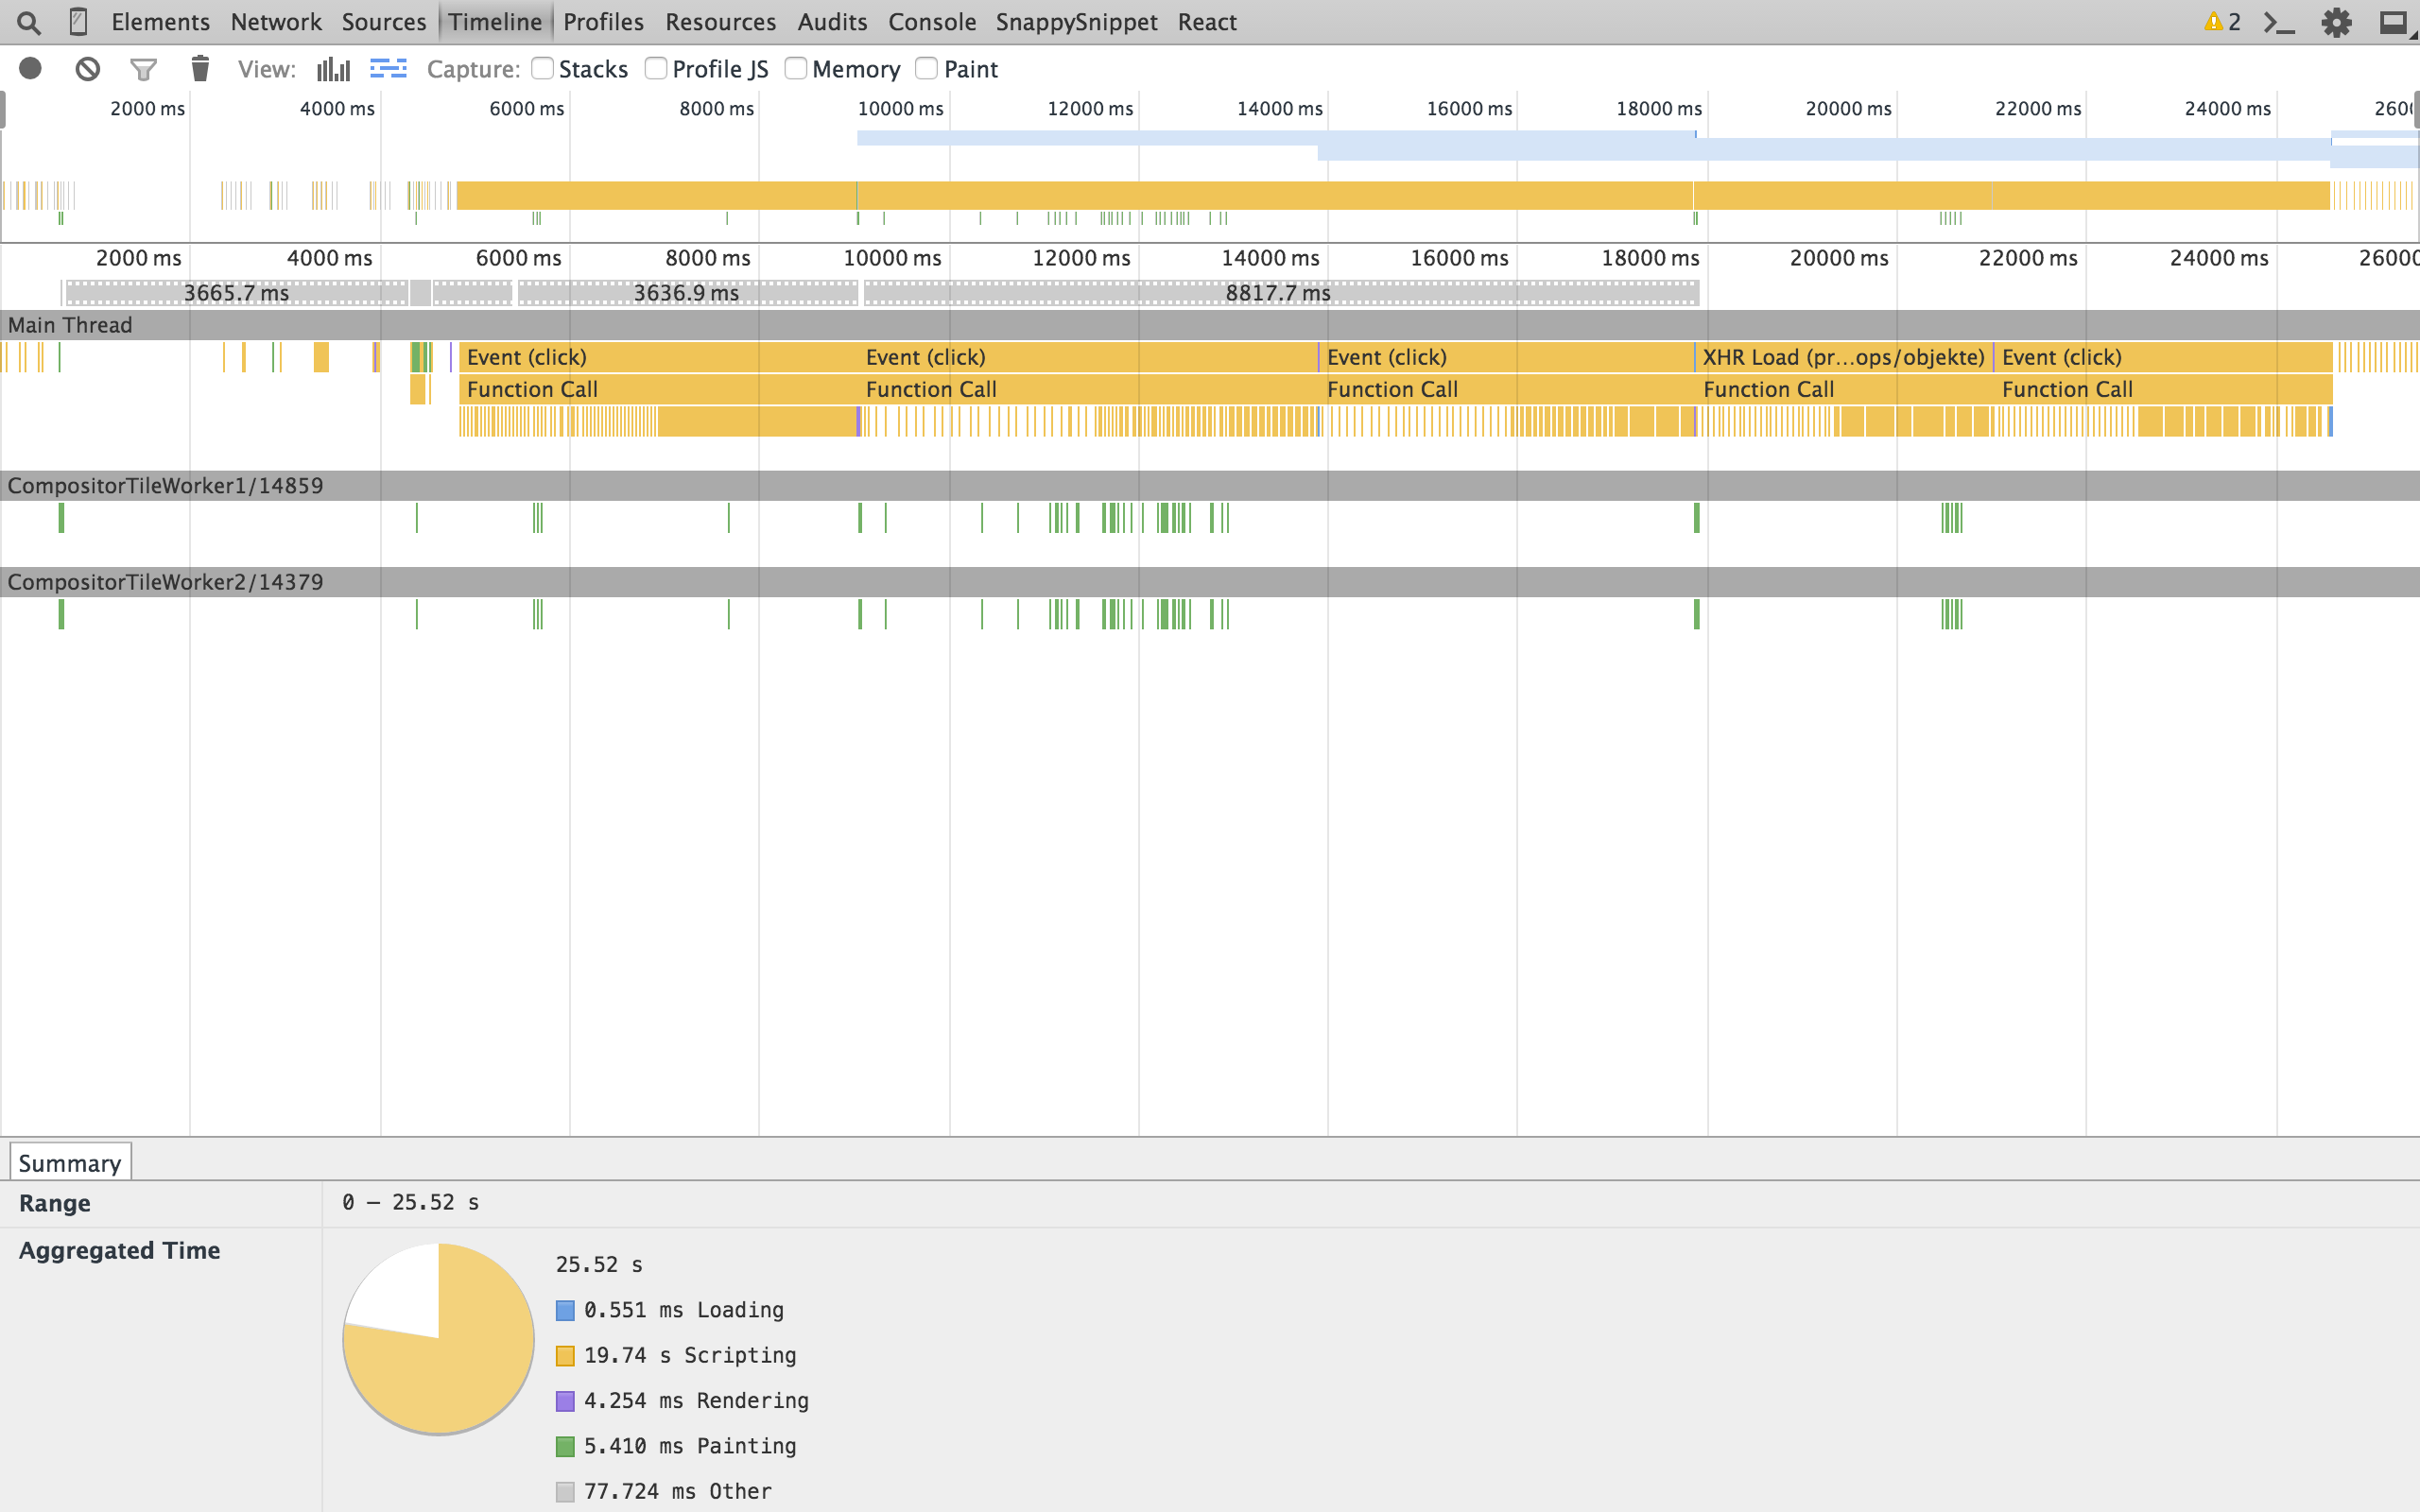 Elements Network Sources Timeline Profiles Resources Audits Console SnappySnippet React 2
View: Capture: Stacks Profile JS Memory Paint
2000 ms 4000 ms 6000 ms 8000 ms 10000 ms 12000 ms 14000 ms 16000 ms 18000 ms 20000 ms 22000 ms 24000 ms 260
2000 ms 4000 ms 6000 ms 8000 ms 10000 ms 12000 ms 14000 ms 16000 ms 18000 ms 20000 ms 22000 ms 24000 ms 26000
3665.7 ms 3636.9 ms 8817.7 ms
Main Thread
Event (click) Event (click) Event (click) XHR Load (pr...ops/objekte) Event (click)
Function Call Function Call Function Call Function Call Function Call
CompositorTileWorker1/14859
CompositorTileWorker2/14379
Summary
Range 0 – 25.52 s
Aggregated Time
25.52 s
0.551 ms Loading
19.74 s Scripting
4.254 ms Rendering
5.410 ms Painting
77.724 ms Other